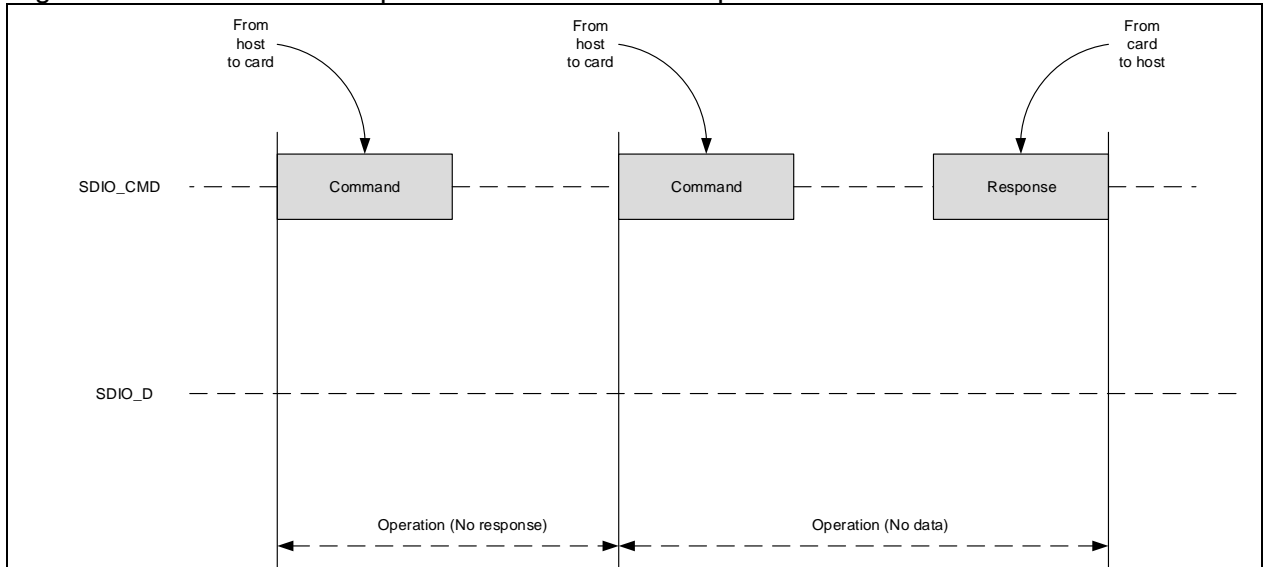 From
host
to card
From
host
to card
From
card
to host
SDIO_CMD
Command
Command
Response
SDIO_D
Operation (No response)
Operation (No data)